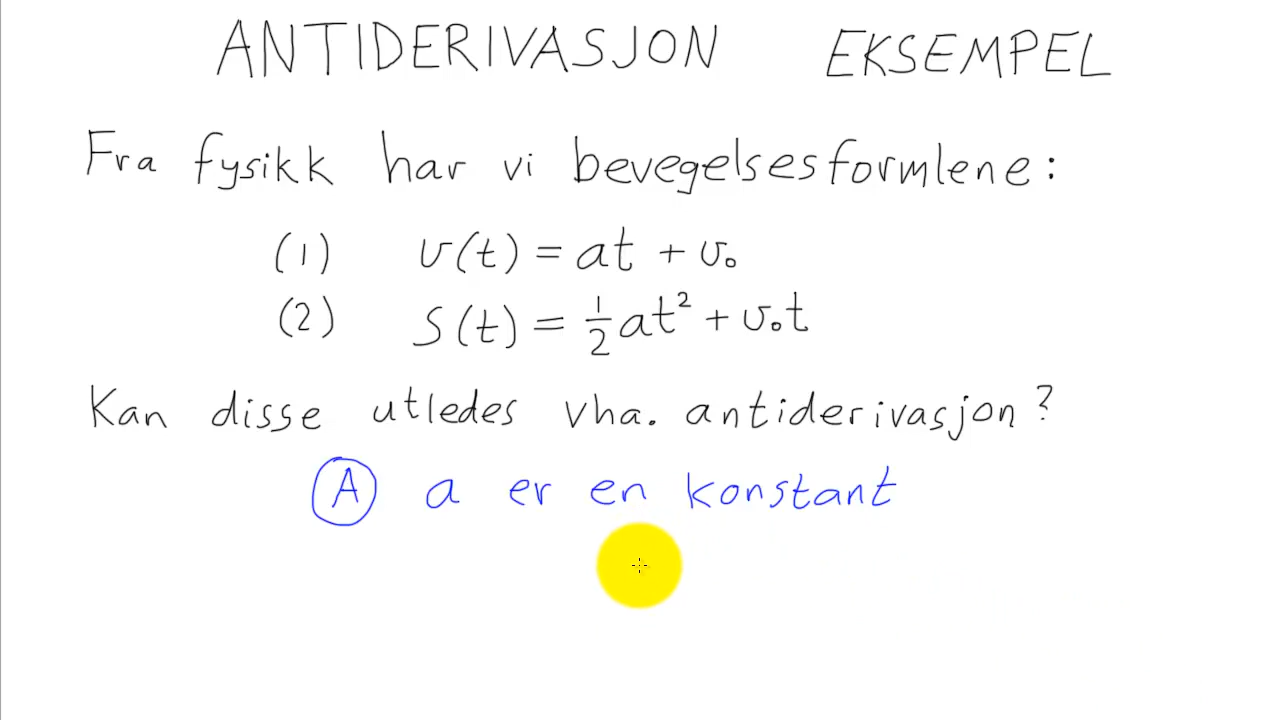 ANTIDERIVASJON EKSEMPEL
Fra fysikk har vi bevegelsesformlene:
(1) v(t) = at + v₀
(2) S(t) = ½at² + v₀t
Kan disse utledes vha. antiderivasjon?
Ⓐ a er en konstant